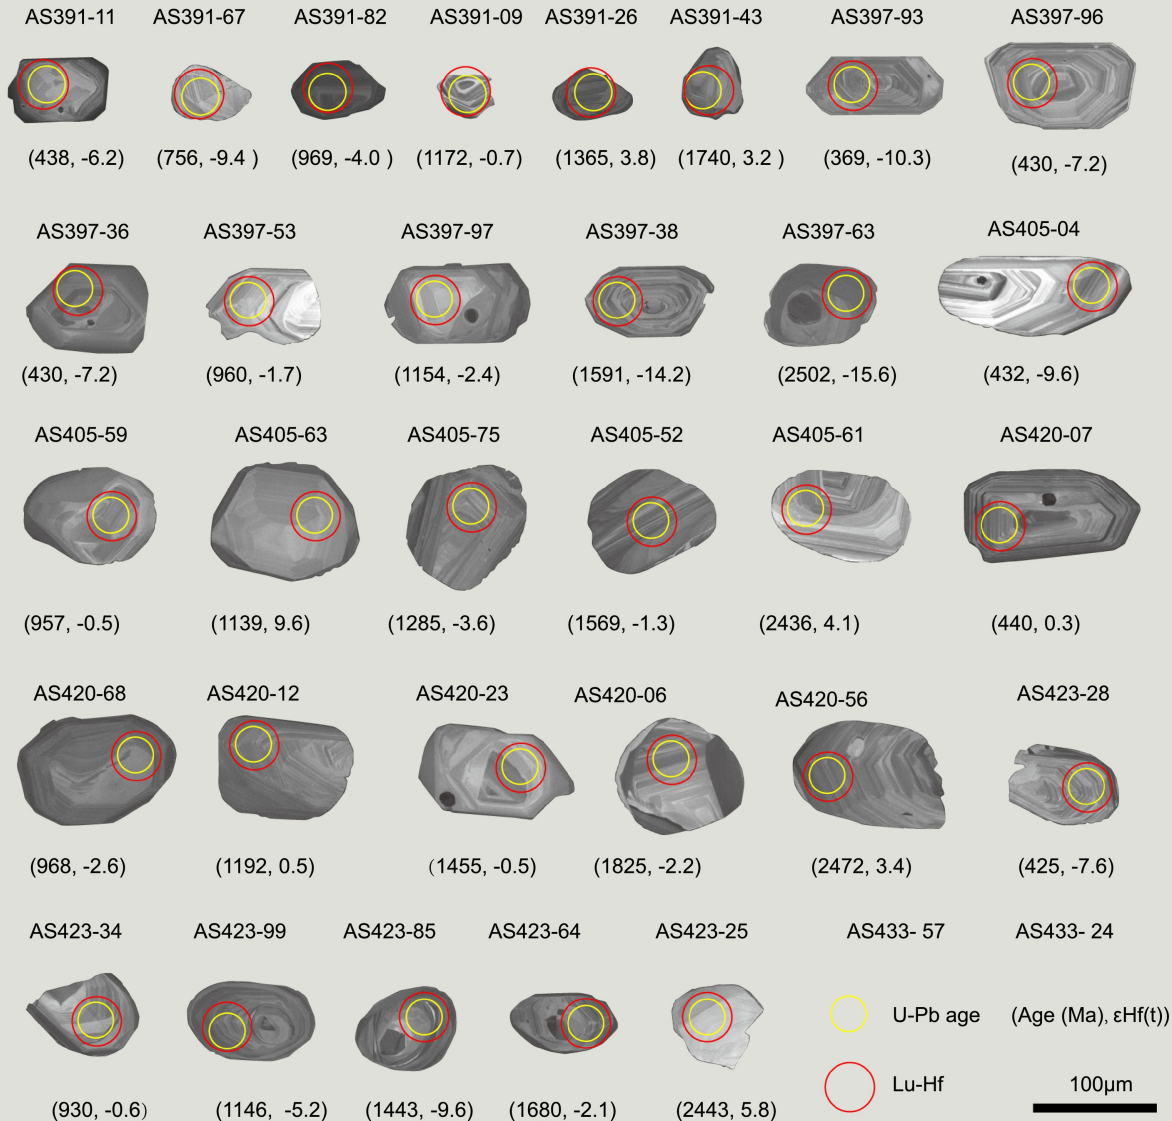 AS391-11 AS391-67 AS391-82 AS391-09 AS391-26 AS391-43 AS397-93 AS397-96
(438, -6.2) (756, -9.4 ) (969, -4.0 ) (1172, -0.7) (1365, 3.8) (1740, 3.2 ) (369, -10.3) (430, -7.2)
AS397-36 AS397-53 AS397-97 AS397-38 AS397-63 AS405-04
(430, -7.2) (960, -1.7) (1154, -2.4) (1591, -14.2) (2502, -15.6) (432, -9.6)
AS405-59 AS405-63 AS405-75 AS405-52 AS405-61 AS420-07
(957, -0.5) (1139, 9.6) (1285, -3.6) (1569, -1.3) (2436, 4.1) (440, 0.3)
AS420-68 AS420-12 AS420-23 AS420-06 AS420-56 AS423-28
(968, -2.6) (1192, 0.5) (1455, -0.5) (1825, -2.2) (2472, 3.4) (425, -7.6)
AS423-34 AS423-99 AS423-85 AS423-64 AS423-25 AS433- 57 AS433- 24
U-Pb age (Age (Ma), εHf(t))
Lu-Hf 100μm
(930, -0.6) (1146, -5.2) (1443, -9.6) (1680, -2.1) (2443, 5.8)